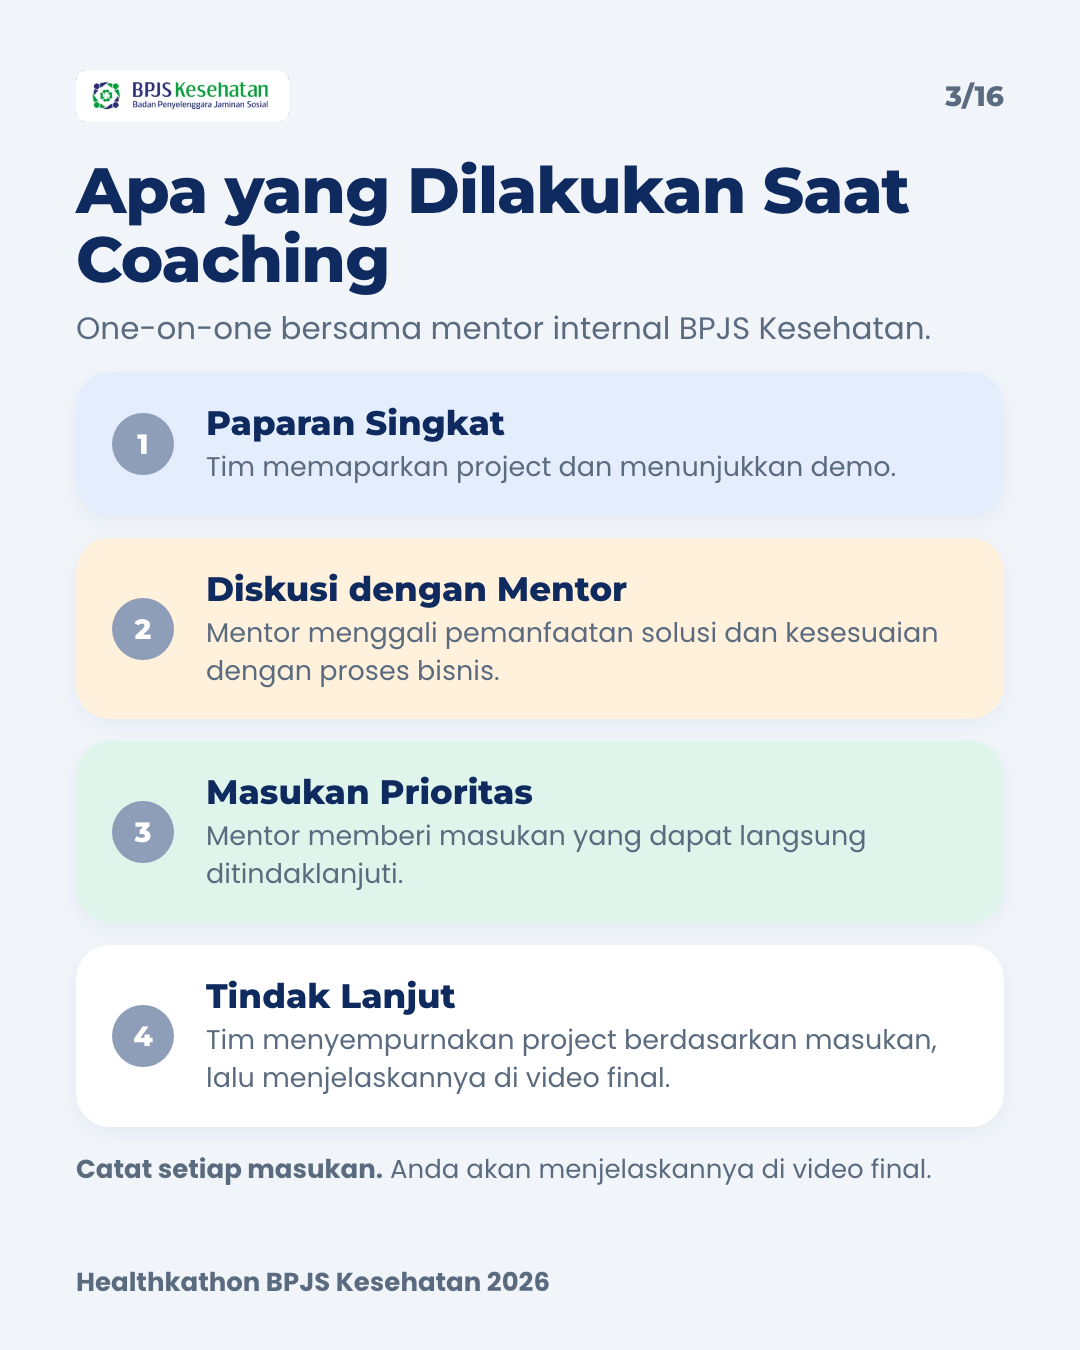 BPJS Kesehatan
Badan Penyelenggara Jaminan Sosial
3/16
Apa yang Dilakukan Saat
Coaching
One-on-one bersama mentor internal BPJS Kesehatan.
1
Paparan Singkat
Tim memaparkan project dan menunjukkan demo.
2
Diskusi dengan Mentor
Mentor menggali pemanfaatan solusi dan kesesuaian
dengan proses bisnis.
3
Masukan Prioritas
Mentor memberi masukan yang dapat langsung
ditindaklanjuti.
4
Tindak Lanjut
Tim menyempurnakan project berdasarkan masukan,
lalu menjelaskannya di video final.
Catat setiap masukan. Anda akan menjelaskannya di video final.
Healthkathon BPJS Kesehatan 2026